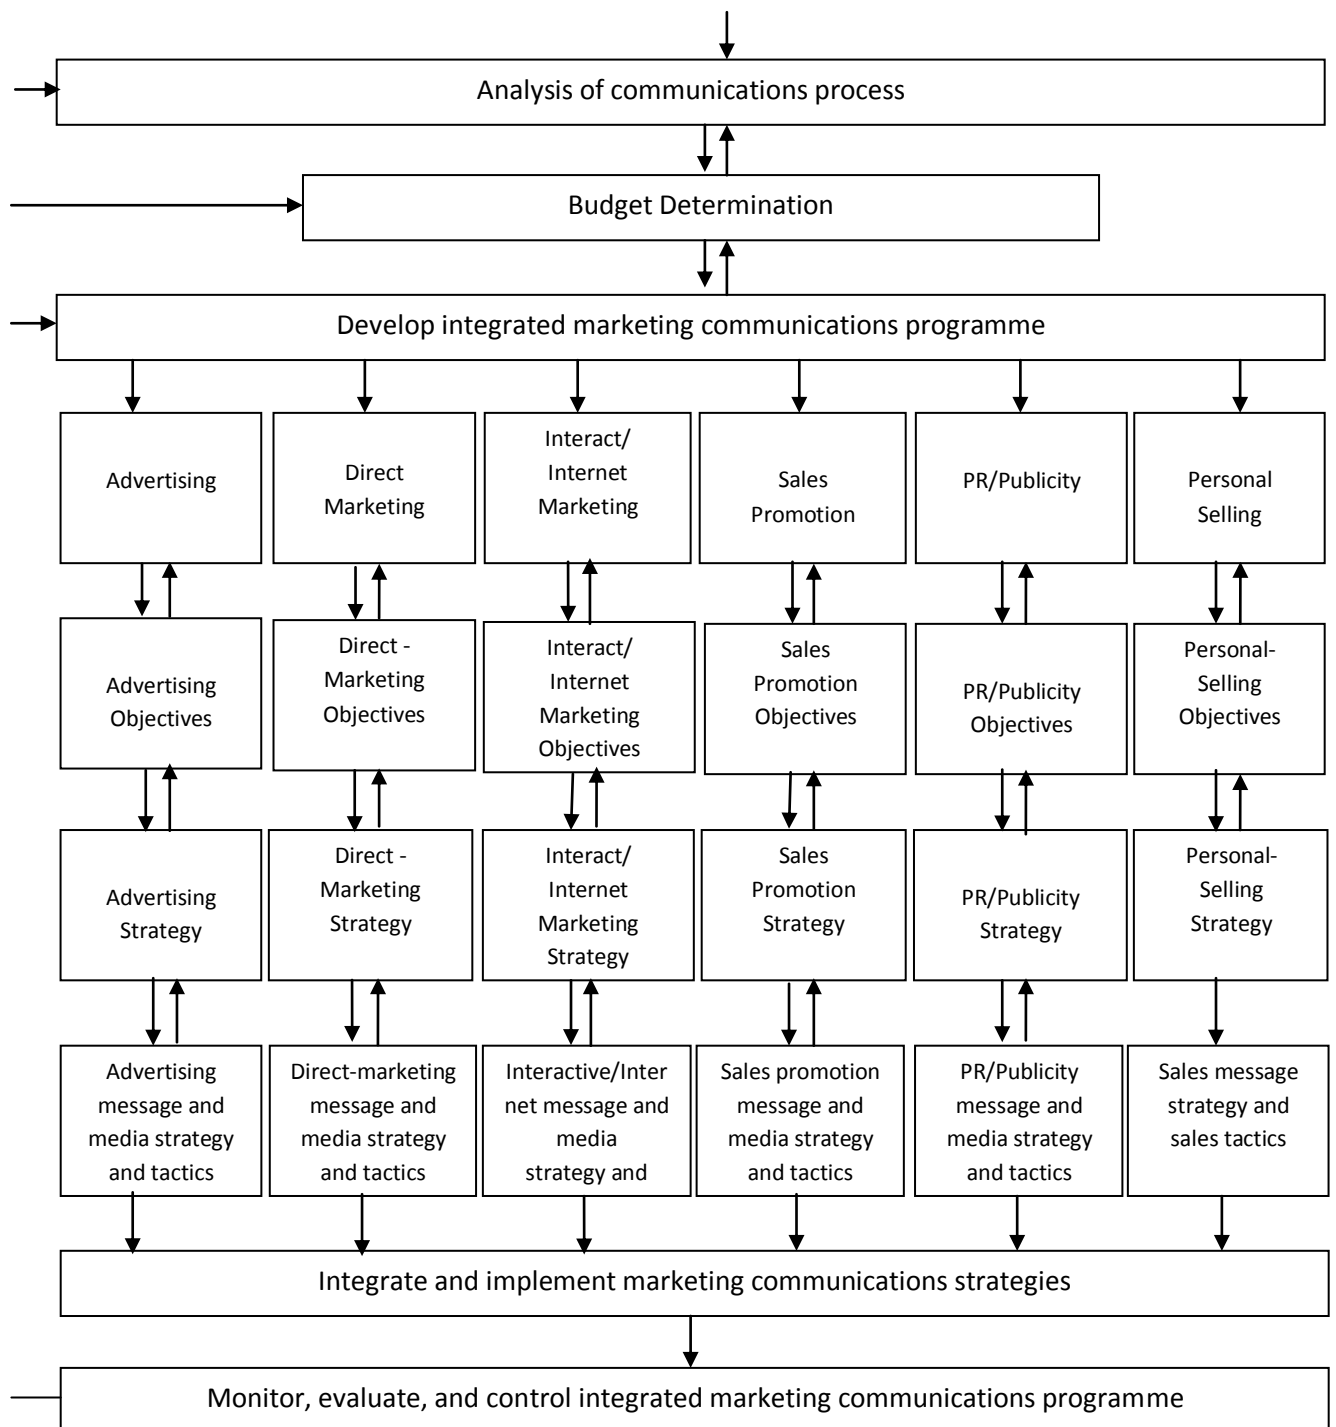 Analysis of communications process
Budget Determination
Develop integrated marketing communications programme
Advertising
Direct
Marketing
Interact/
Internet
Marketing
Sales
Promotion
PR/Publicity
Personal
Selling
Advertising
Objectives
Direct -
Marketing
Objectives
Interact/
Internet
Marketing
Objectives
Sales
Promotion
Objectives
PR/Publicity
Objectives
Personal-
Selling
Objectives
Advertising
Strategy
Direct -
Marketing
Strategy
Interact/
Internet
Marketing
Strategy
Sales
Promotion
Strategy
PR/Publicity
Strategy
Personal-
Selling
Strategy
Advertising
message and
media strategy
and tactics
Direct-marketing
message and
media strategy
and tactics
Interactive/Inter
net message and
media
strategy and
Sales promotion
message and
media strategy
and tactics
PR/Publicity
message and
media strategy
and tactics
Sales message
strategy and
sales tactics
Integrate and implement marketing communications strategies
Monitor, evaluate, and control integrated marketing communications programme